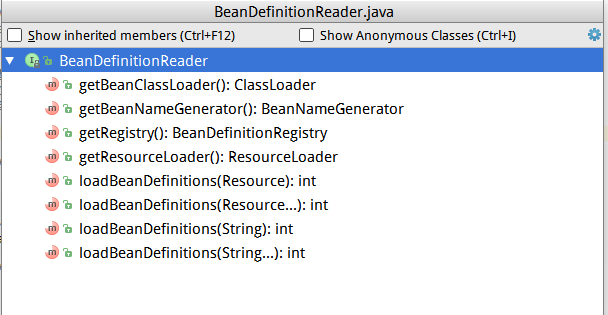 BeanDefinitionReader.java
Show inherited members (Ctrl+F12) Show Anonymous Classes (Ctrl+I)
BeanDefinitionReader
getBeanClassLoader(): ClassLoader
getBeanNameGenerator(): BeanNameGenerator
getRegistry(): BeanDefinitionRegistry
getResourceLoader(): ResourceLoader
loadBeanDefinitions(Resource): int
loadBeanDefinitions(Resource...): int
loadBeanDefinitions(String): int
loadBeanDefinitions(String...): int